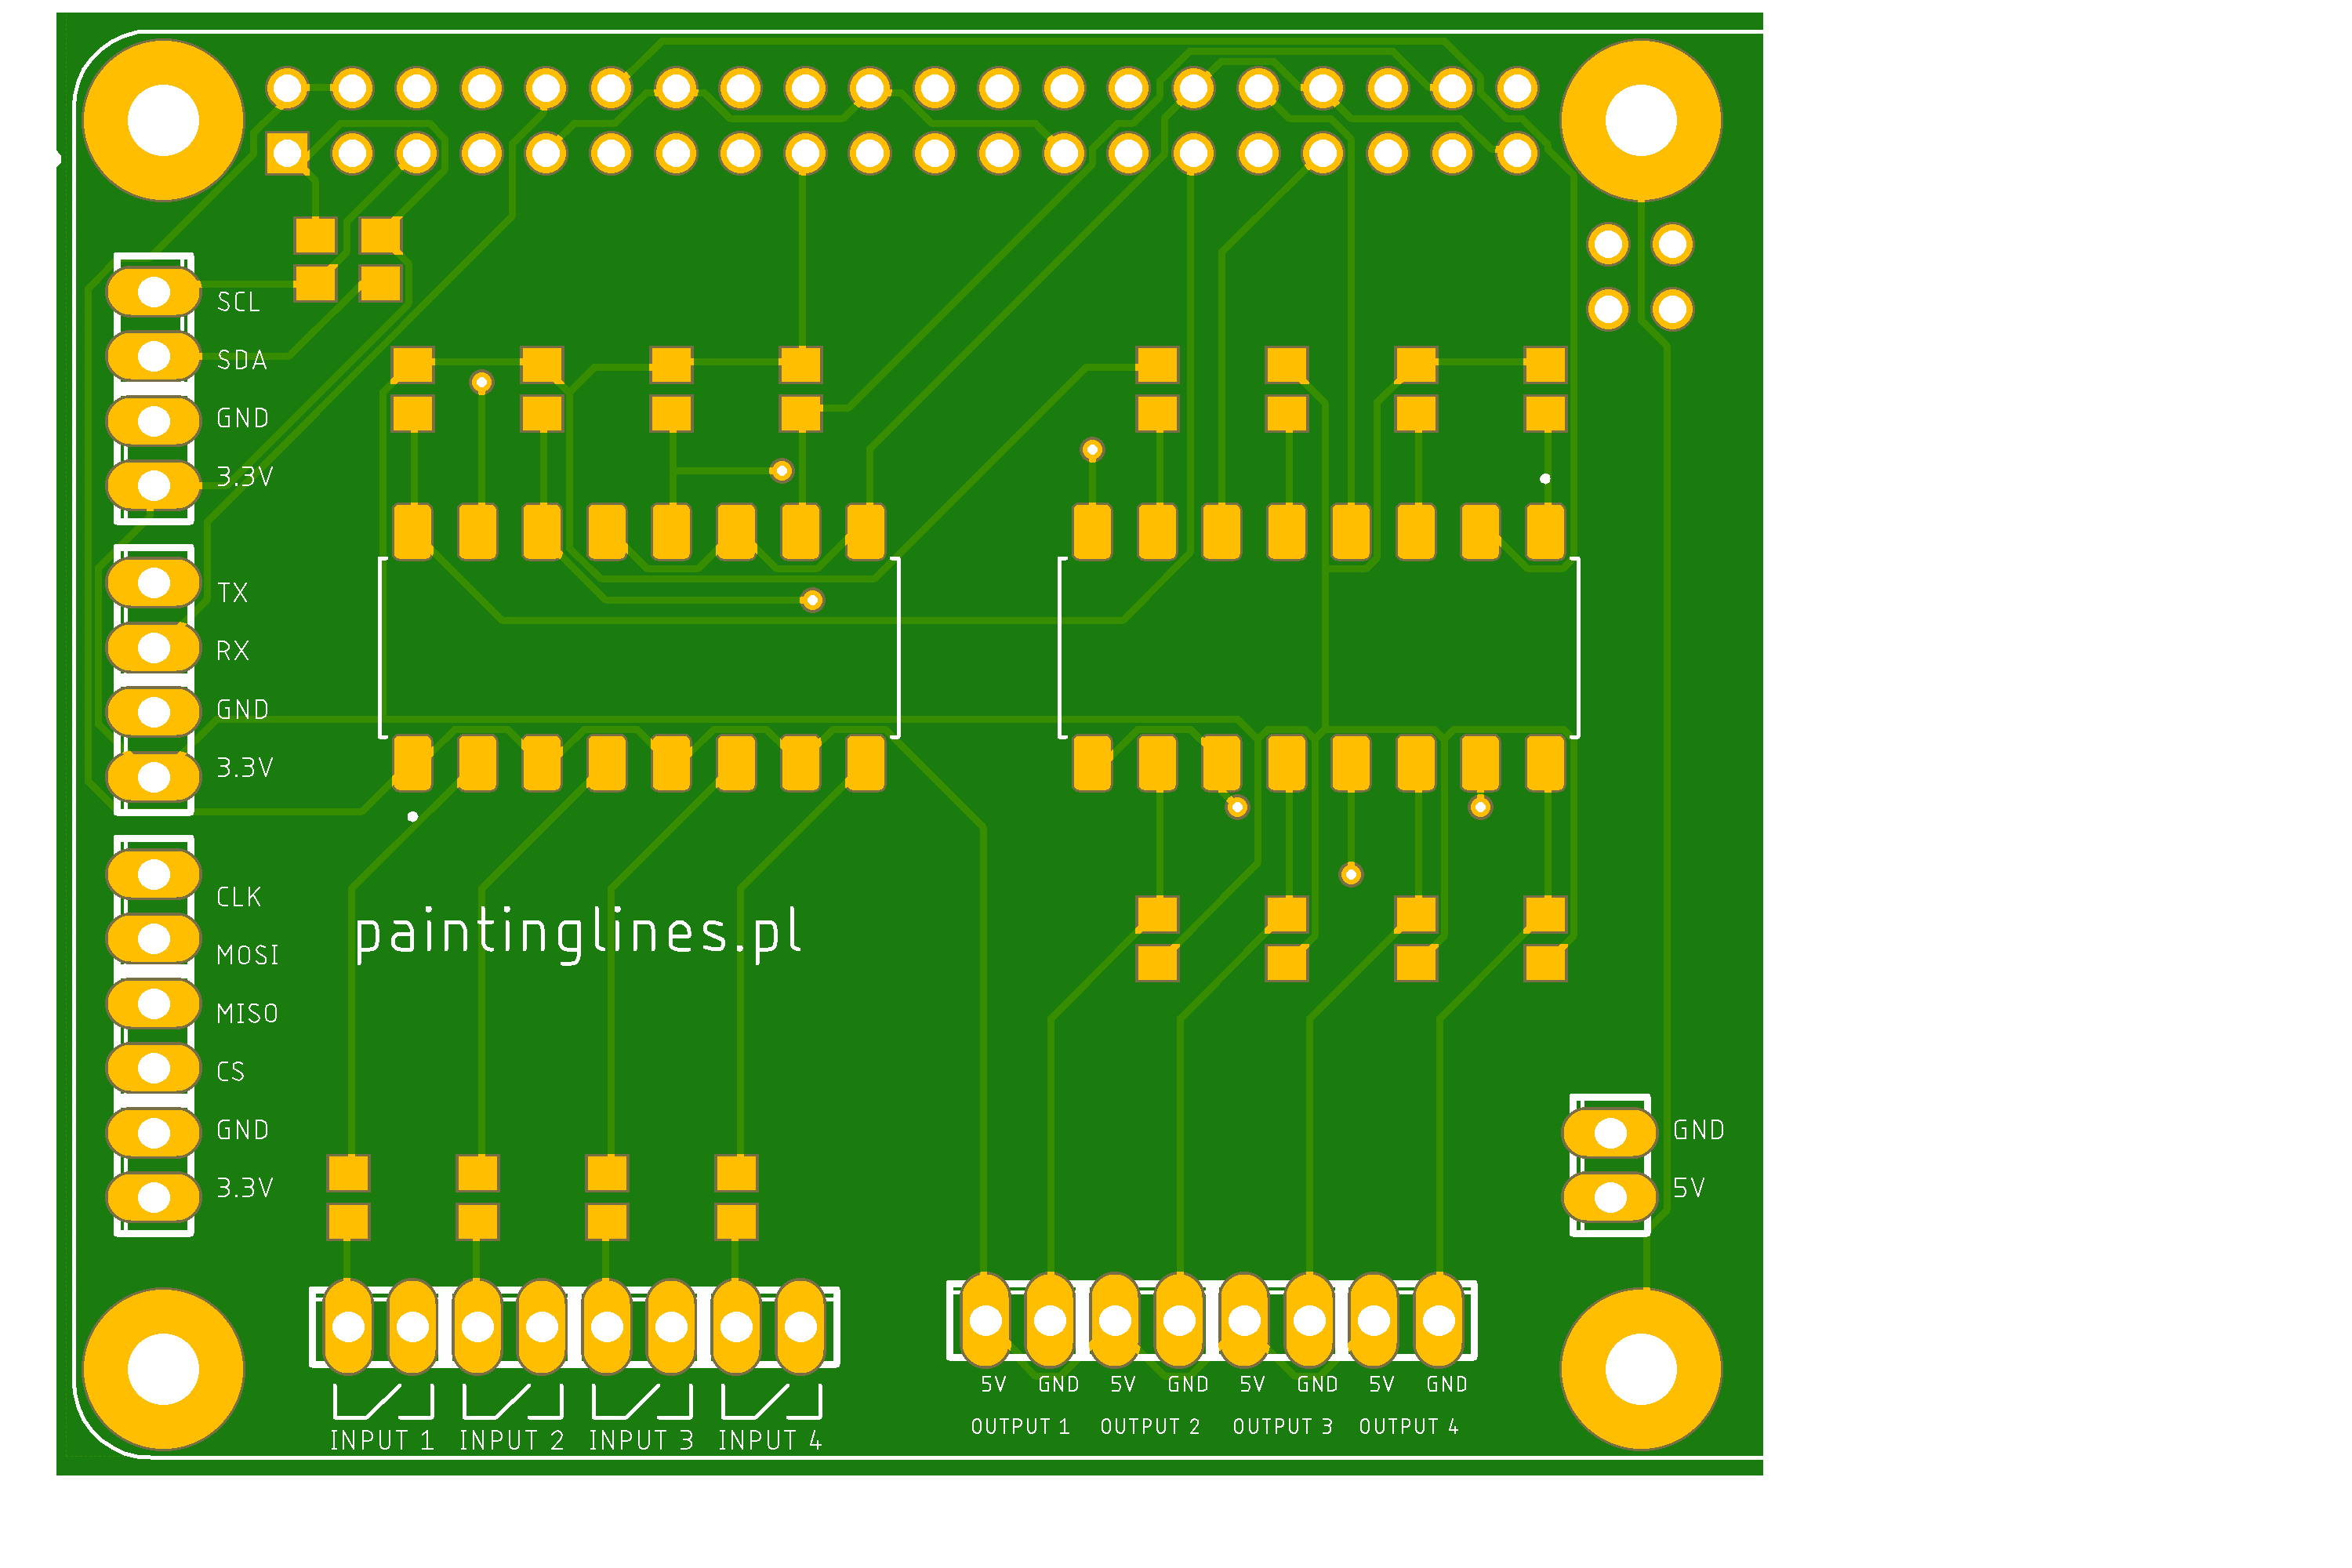 SCL
SDA
GND
3.3V
TX
RX
GND
3.3V
CLK
MOSI
MISO
CS
GND
3.3V
paintinglines.pl
GND
5V
5V GND 5V GND 5V GND 5V GND
OUTPUT 1 OUTPUT 2 OUTPUT 3 OUTPUT 4
INPUT 1 INPUT 2 INPUT 3 INPUT 4